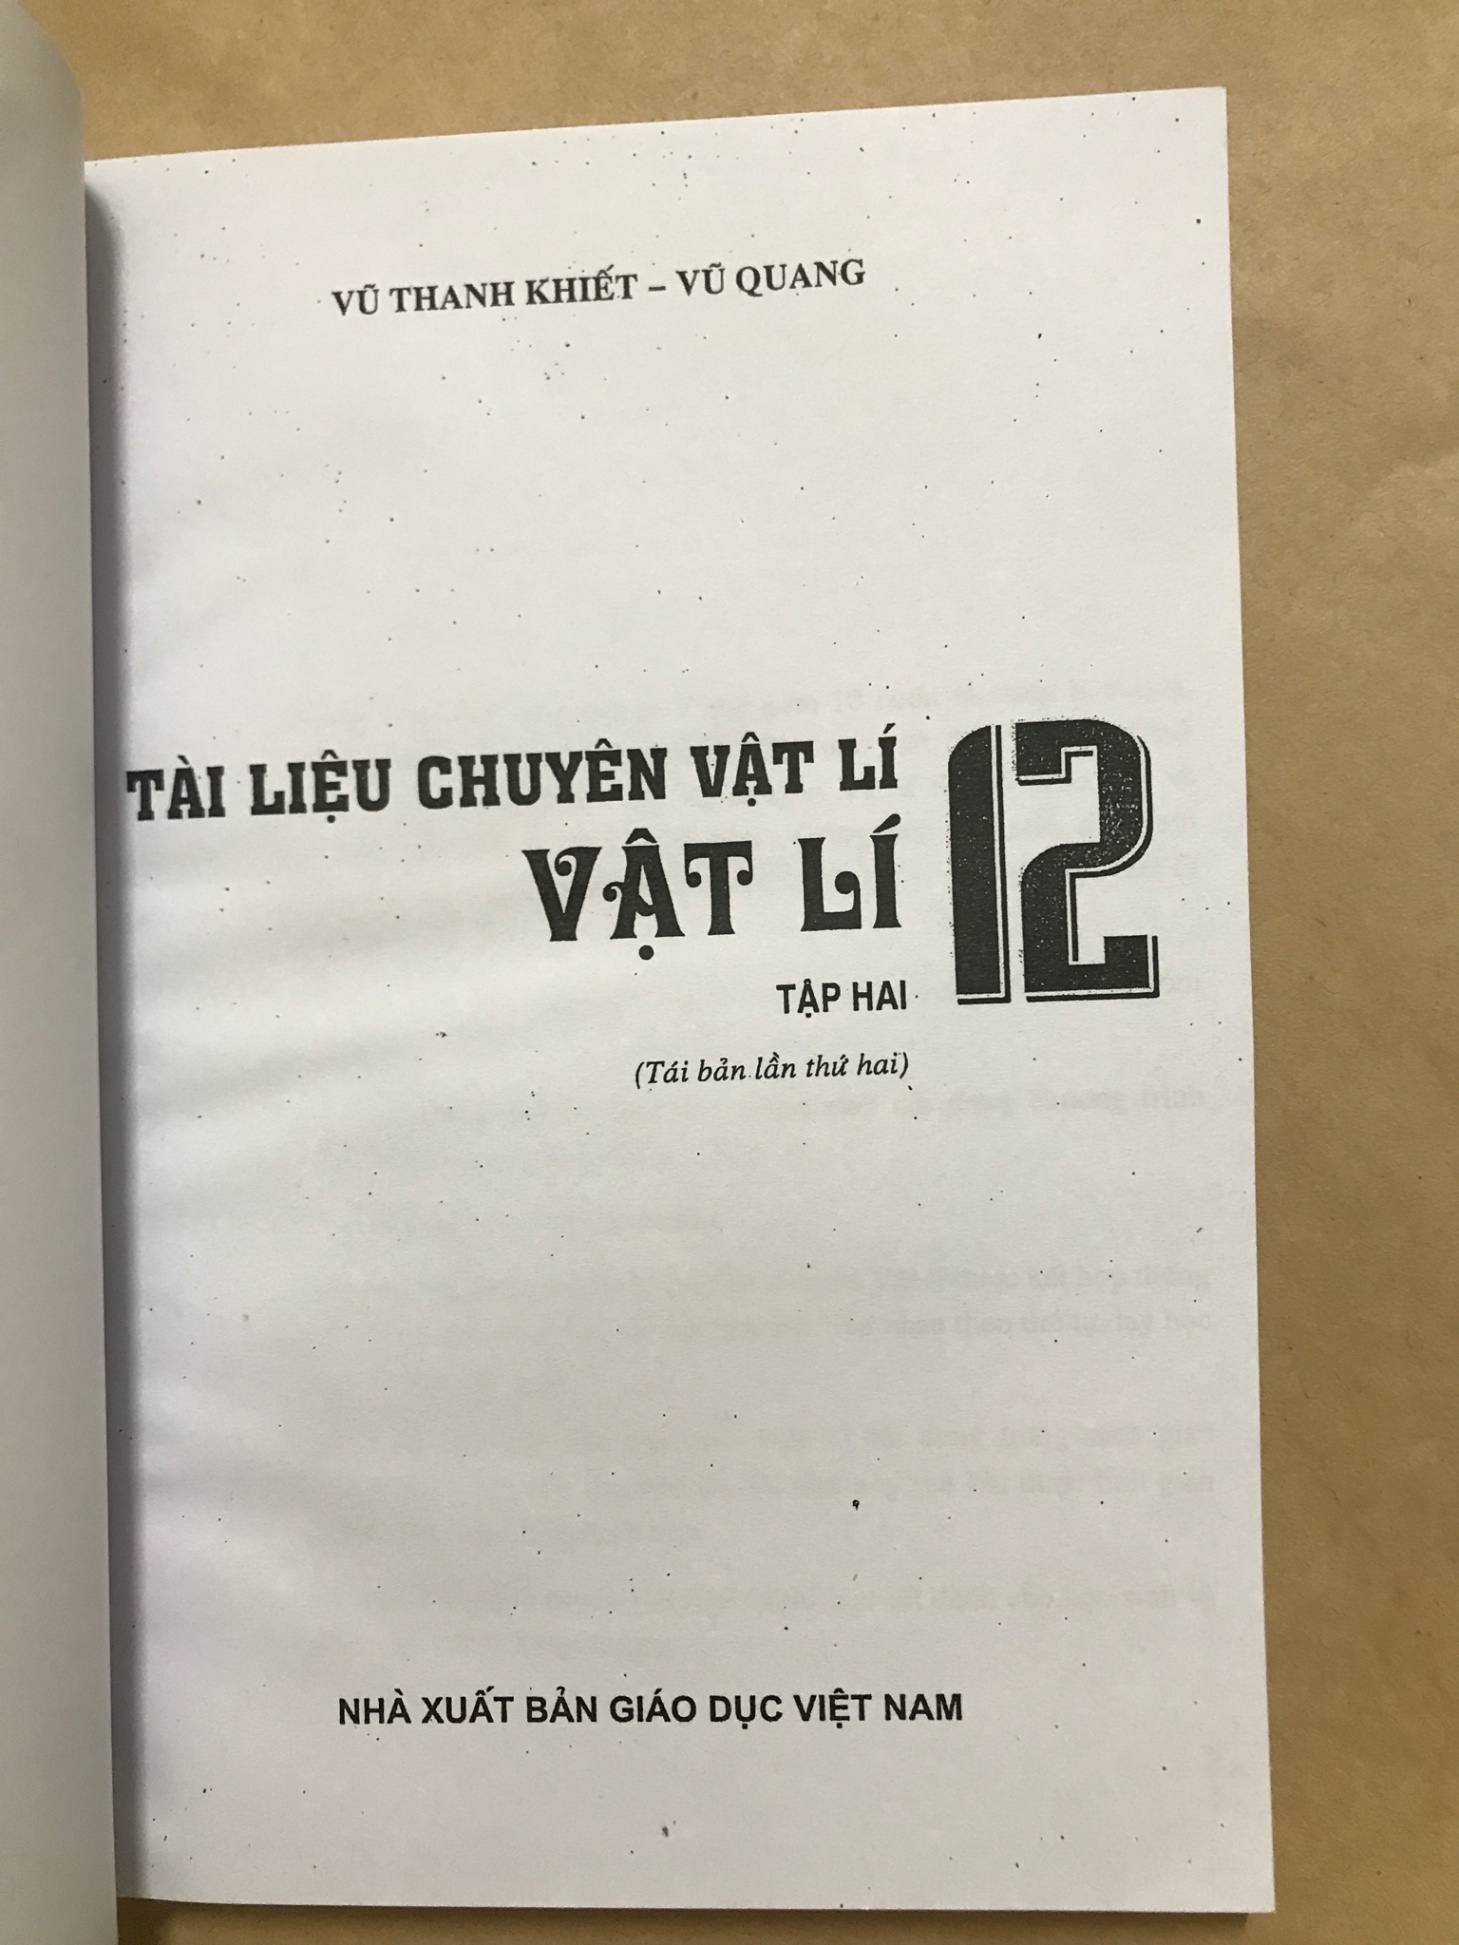 VŨ THANH KHIẾT – VŨ QUANG
TÀI LIỆU CHUYÊN VẬT LÍ
VẬT LÍ 12
TẬP HAI
(Tái bản lần thứ hai)
NHÀ XUẤT BẢN GIÁO DỤC VIỆT NAM